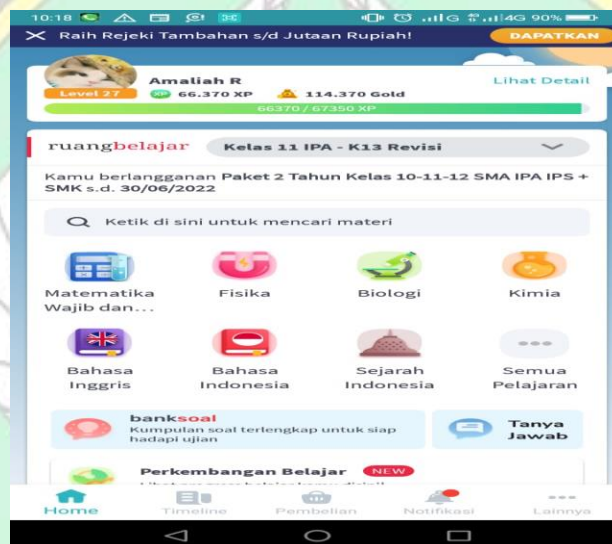 10:18 4G 90%
Raih Rejeki Tambahan s/d Jutaan Rupiah! DAPATKAN
Amaliah R Lihat Detail
Level 27 XP 66.370 XP 114.370 Gold
66370 / 67350 XP
ruangbelajar Kelas 11 IPA - K13 Revisi
Kamu berlangganan Paket 2 Tahun Kelas 10-11-12 SMA IPA IPS +
SMK s.d. 30/06/2022
Ketik di sini untuk mencari materi
Matematika Wajib dan...
Fisika
Biologi
Kimia
Bahasa Inggris
Bahasa Indonesia
Sejarah Indonesia
Semua Pelajaran
banksoal
Kumpulan soal terlengkap untuk siap
hadapi ujian
Tanya
Jawab
Perkembangan Belajar NEW
Home Timeline Pembelian Notifikasi Lainnya